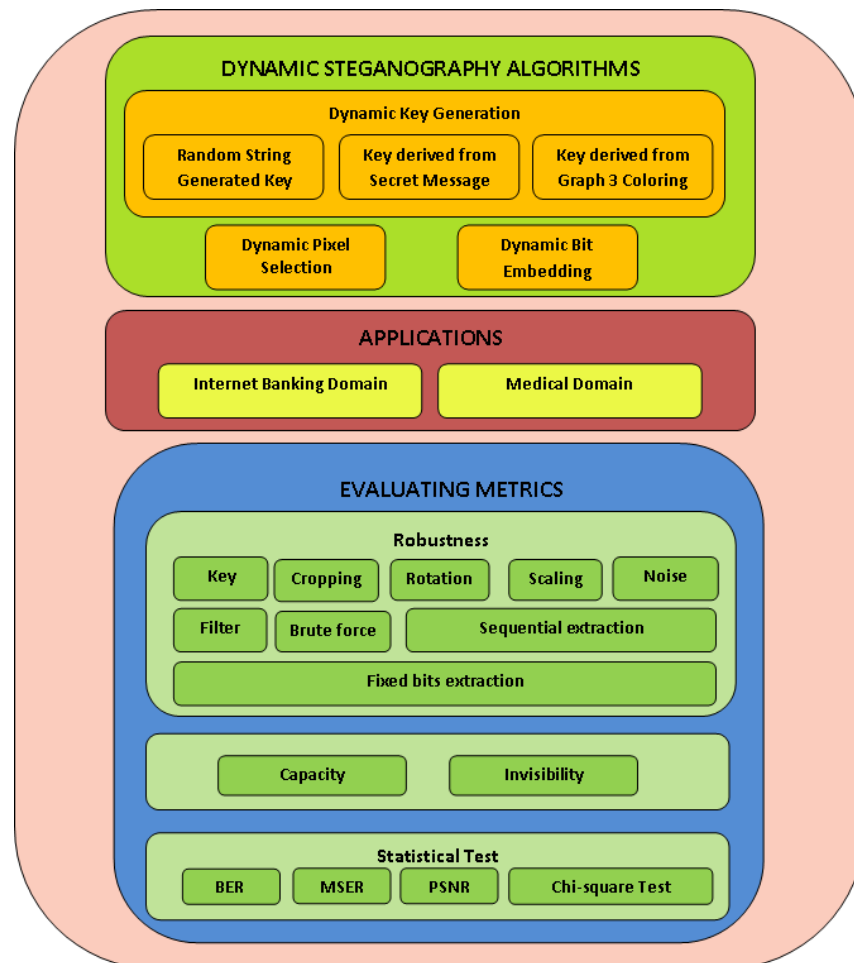 DYNAMIC STEGANOGRAPHY ALGORITHMS
Dynamic Key Generation
Random String
Generated Key
Key derived from
Secret Message
Key derived from
Graph 3 Coloring
Dynamic Pixel
Selection
Dynamic Bit
Embedding
APPLICATIONS
Internet Banking Domain
Medical Domain
EVALUATING METRICS
Robustness
Key
Cropping
Rotation
Scaling
Noise
Filter
Brute force
Sequential extraction
Fixed bits extraction
Capacity
Invisibility
Statistical Test
BER
MSER
PSNR
Chi-square Test